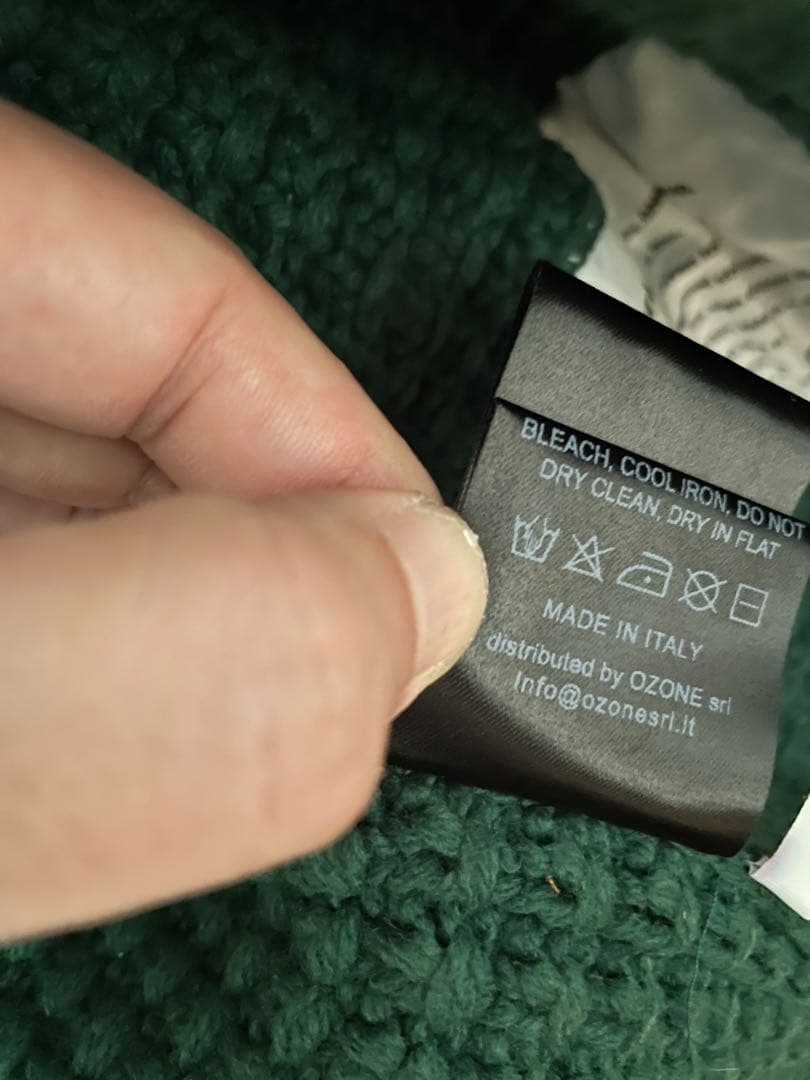 BLEACH, COOL IRON, DO NOT
DRY CLEAN, DRY IN FLAT
MADE IN ITALY
distributed by OZONE srl
Info@ozonesrl.it